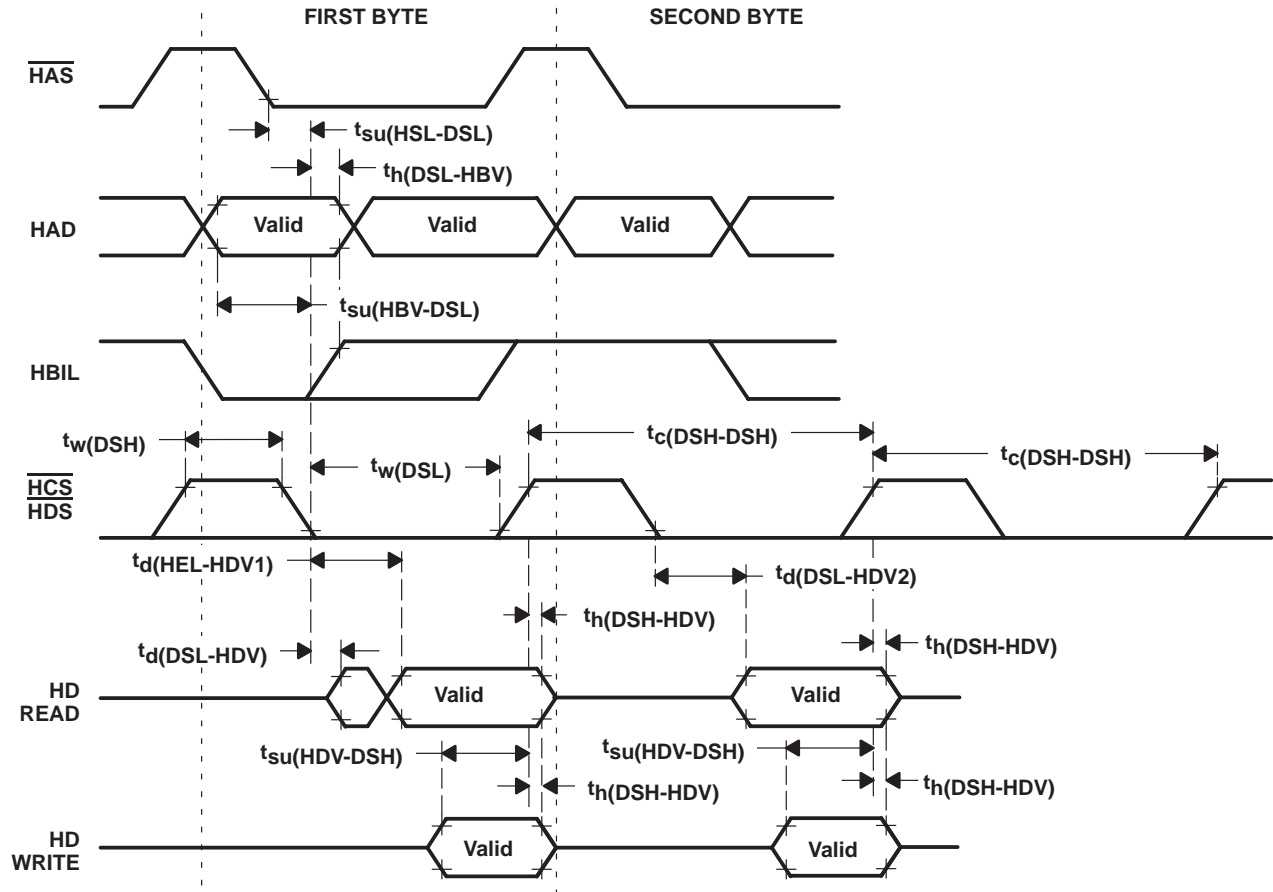 FIRST BYTE
SECOND BYTE
HAS
tsu(HSL-DSL)
th(DSL-HBV)
HAD
Valid
Valid
Valid
tsu(HBV-DSL)
HBIL
tw(DSH)
tc(DSH-DSH)
tc(DSH-DSH)
tw(DSL)
HCS
HDS
td(HEL-HDV1)
td(DSL-HDV2)
th(DSH-HDV)
th(DSH-HDV)
td(DSL-HDV)
HD
READ
Valid
Valid
tsu(HDV-DSH)
tsu(HDV-DSH)
th(DSH-HDV)
th(DSH-HDV)
HD
WRITE
Valid
Valid